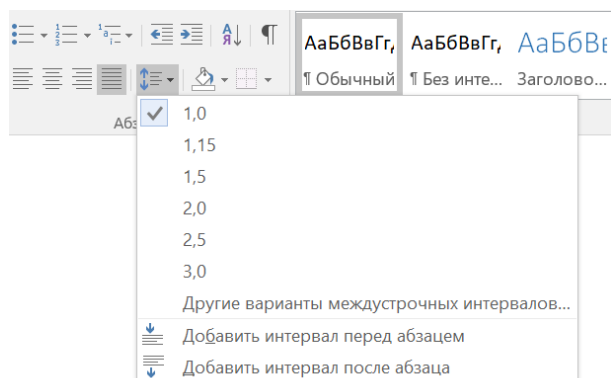 АаБбВвГг, АаБбВвГг, АаБбВв
¶ Обычный ¶ Без инте... Заголово...
Абз
1,0
1,15
1,5
2,0
2,5
3,0
Другие варианты междустрочных интервалов...
Добавить интервал перед абзацем
Добавить интервал после абзаца